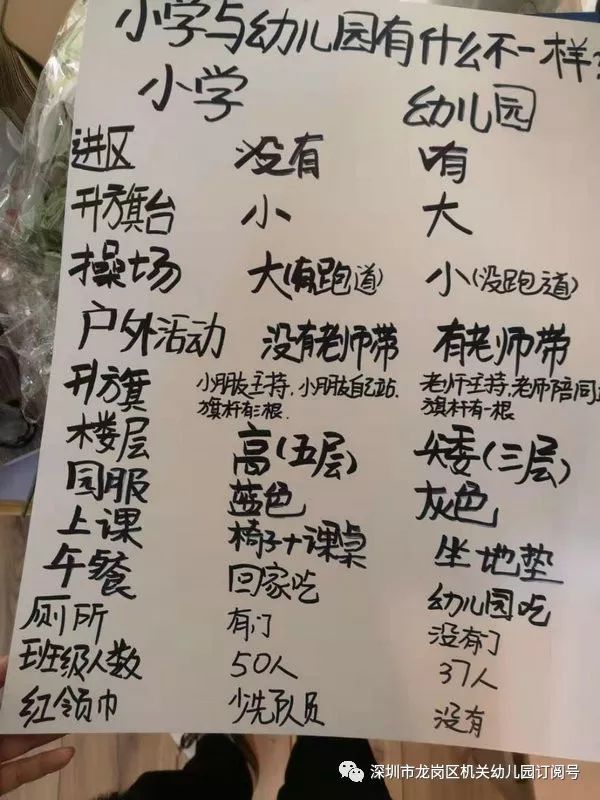 小学与幼儿园有什么不一样?
小学 幼儿园
进区 没有 有
升旗台 小 大
操场 大(有跑道) 小(没跑道)
户外活动 没有老师带 有老师带
升旗 小朋友主持,小朋友自己站, 老师主持,老师陪同
旗杆有三根 旗杆有一根
楼层 高(五层) 矮(三层)
园服 蓝色 灰色
上课 椅子+课桌 坐地垫
午餐 回家吃 幼儿园吃
厕所 有门 没有门
班级人数 50人 37人
红领巾 少先队员 没有
深圳市龙岗区机关幼儿园订阅号